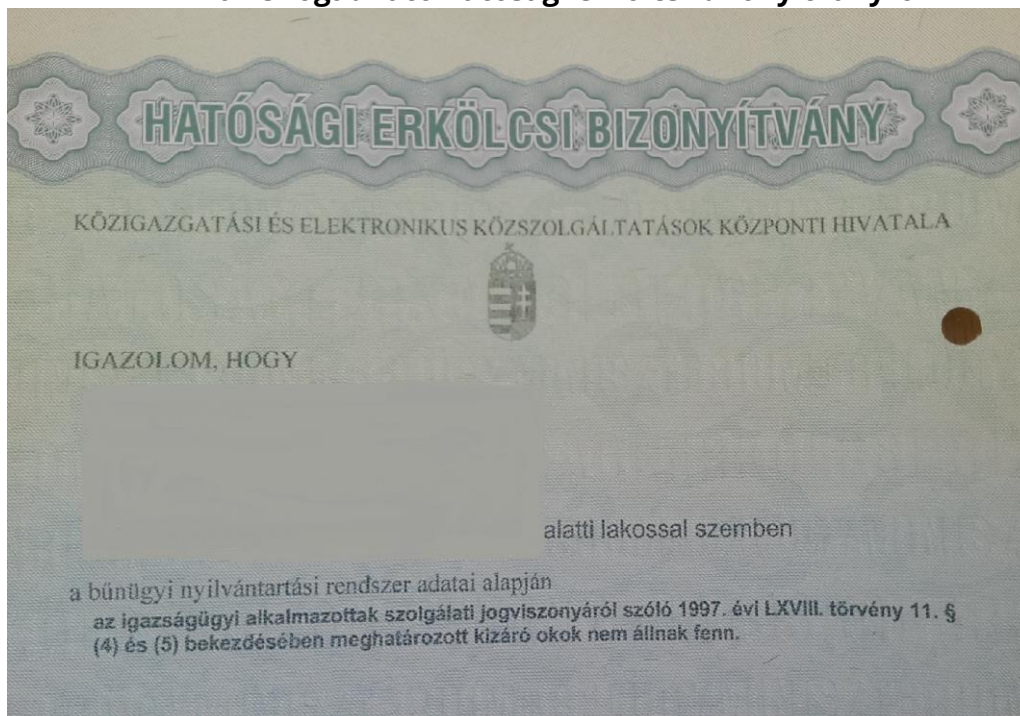 HATÓSÁGI ERKÖLCSI BIZONYÍTVÁNY
KÖZIGAZGATÁSI ÉS ELEKTRONIKUS KÖZSZOLGÁLTATÁSOK KÖZPONTI HIVATALA
IGAZOLOM, HOGY
alatti lakossal szemben
a bűnügyi nyilvántartási rendszer adatai alapján
az igazságügyi alkalmazottak szolgálati jogviszonyáról szóló 1997. évi LXVIII. törvény 11. §
(4) és (5) bekezdésében meghatározott kizáró okok nem állnak fenn.